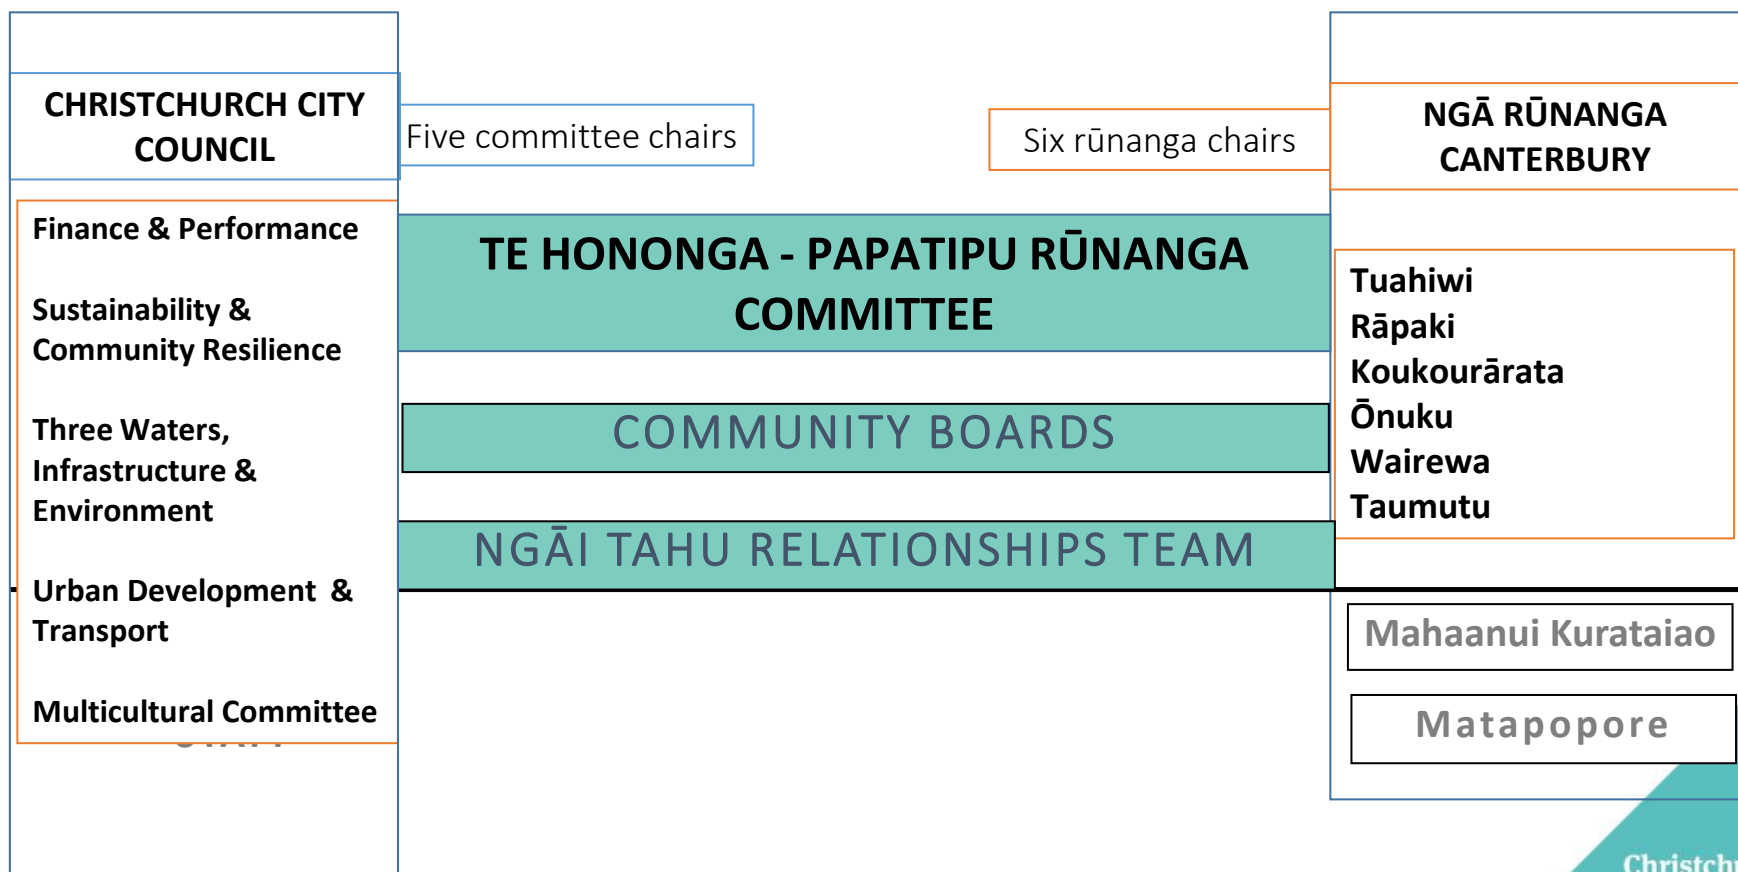 CHRISTCHURCH CITY
COUNCIL
Five committee chairs
Six rūnanga chairs
NGĀ RŪNANGA
CANTERBURY
Finance & Performance
Sustainability &
Community Resilience
Three Waters,
Infrastructure &
Environment
Urban Development &
Transport
Multicultural Committee
TE HONONGA - PAPATIPU RŪNANGA
COMMITTEE
COMMUNITY BOARDS
NGĀI TAHU RELATIONSHIPS TEAM
Tuahiwi
Rāpaki
Koukourārata
Ōnuku
Wairewa
Taumutu
Mahaanui Kurataiao
Matapopore